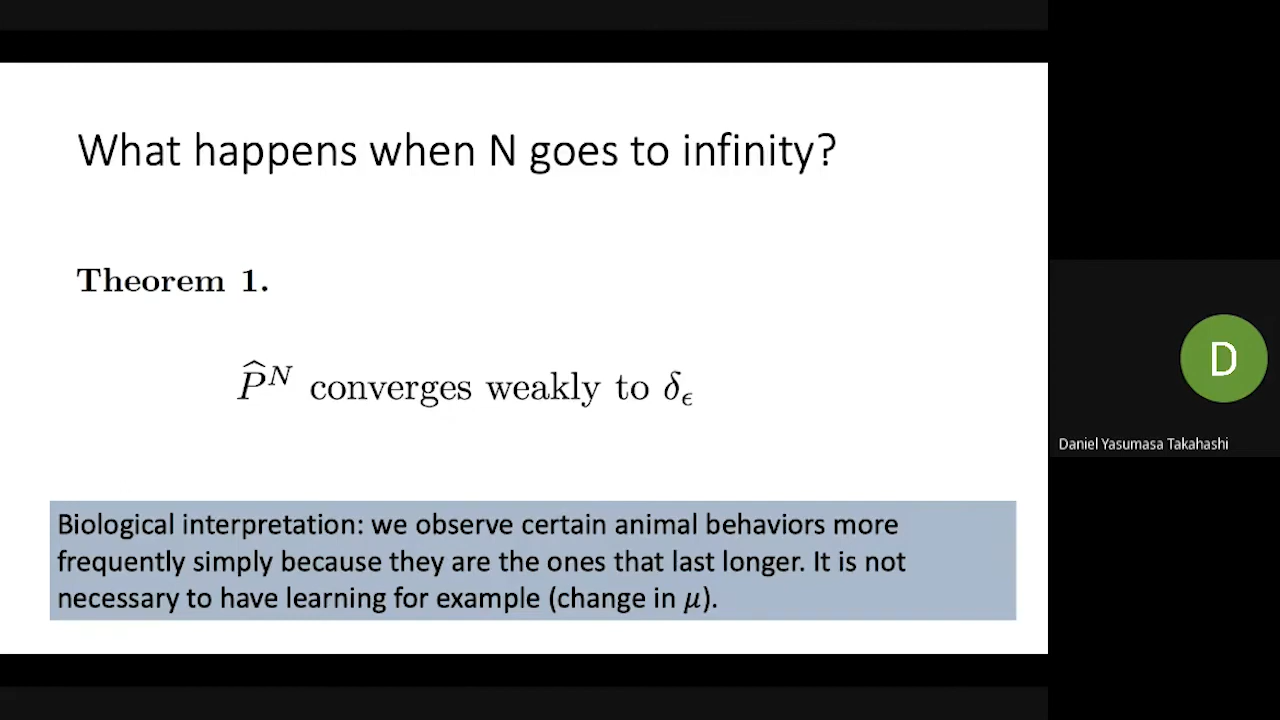 What happens when N goes to infinity?
Theorem 1.
P̂^N converges weakly to δ_ϵ
Biological interpretation: we observe certain animal behaviors more
frequently simply because they are the ones that last longer. It is not
necessary to have learning for example (change in μ).
D
Daniel Yasumasa Takahashi